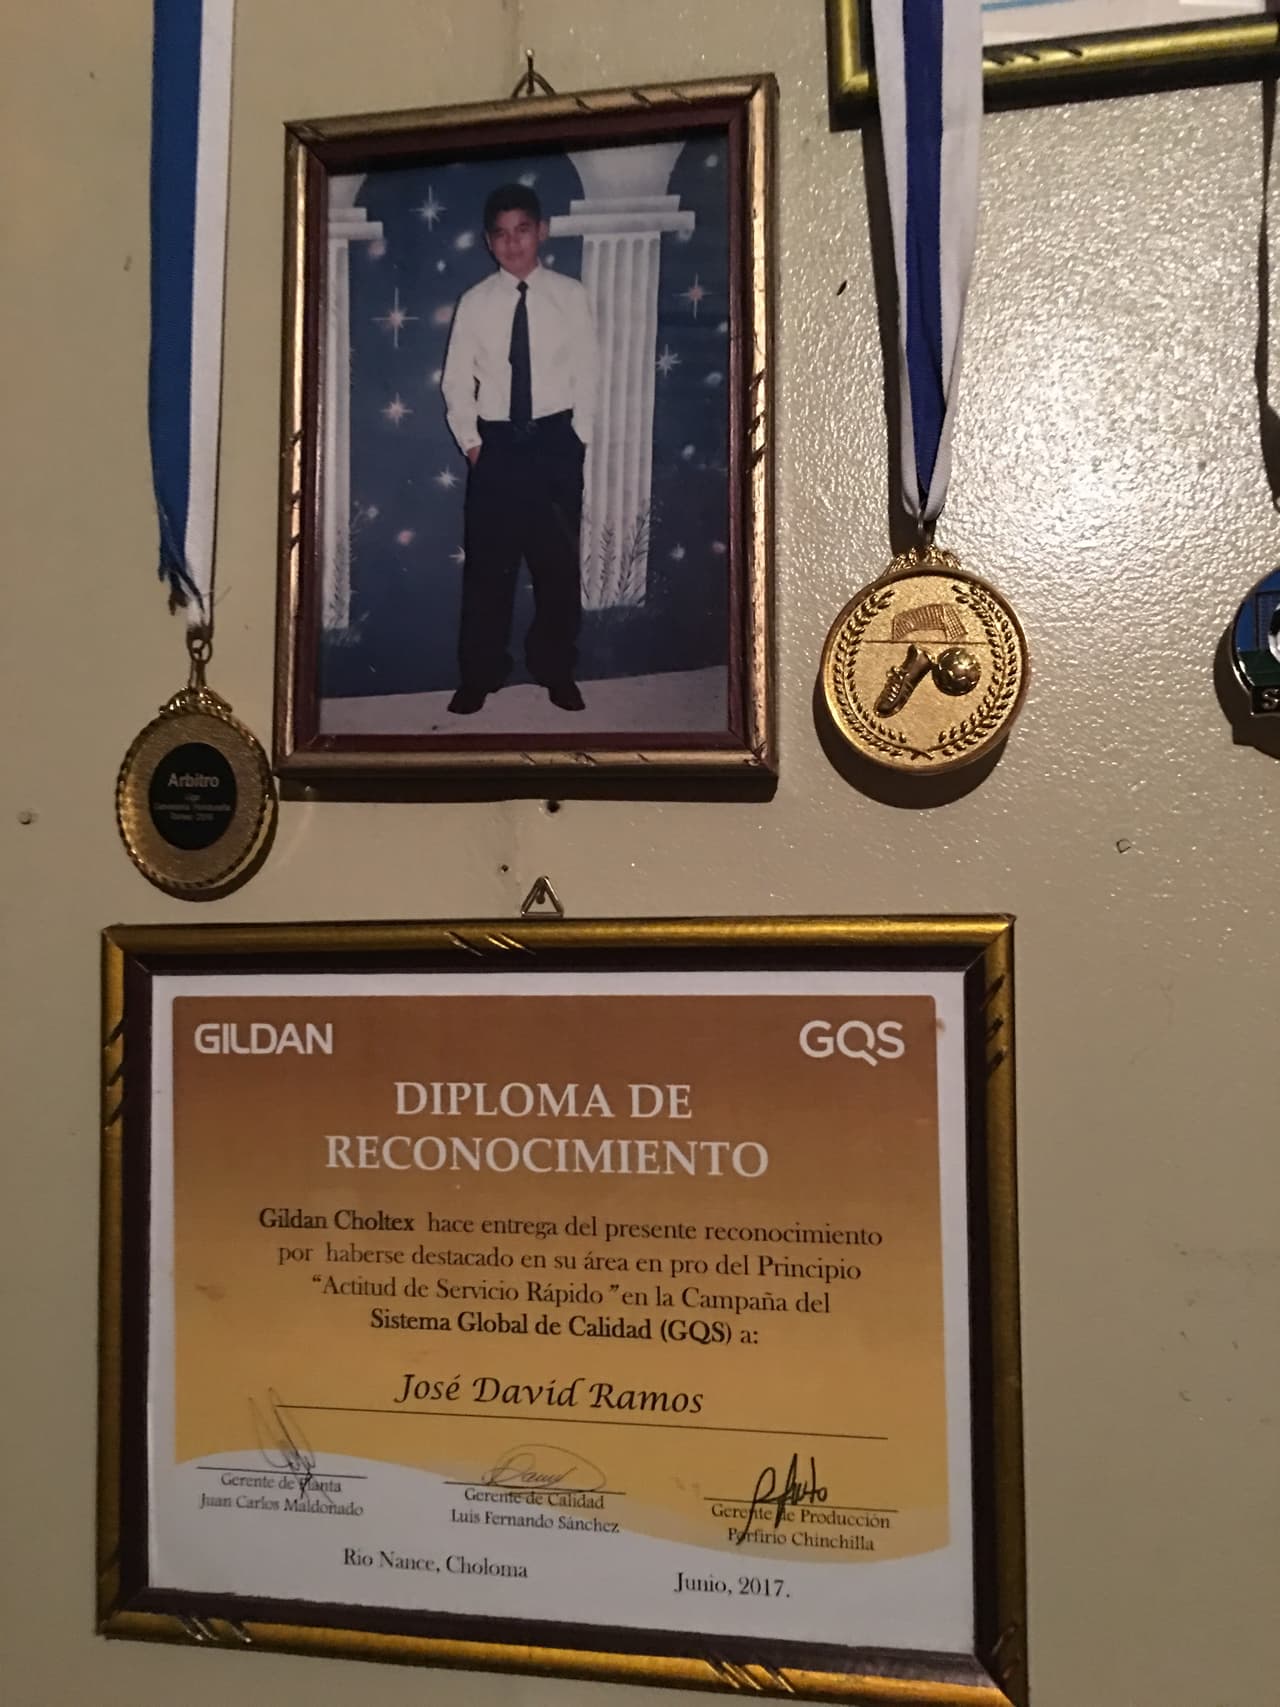 Arbitro
Liga
GILDAN
GQS
DIPLOMA DE
RECONOCIMIENTO
Gildan Choltex hace entrega del presente reconocimiento
por haberse destacado en su área en pro del Principio
“Actitud de Servicio Rápido ” en la Campaña del
Sistema Global de Calidad (GQS) a:
José David Ramos
Gerente de Planta
Juan Carlos Maldonado
Gerente de Calidad
Luis Fernando Sánchez
Gerente de Producción
Porfirio Chinchilla
Rio Nance, Choloma
Junio, 2017.